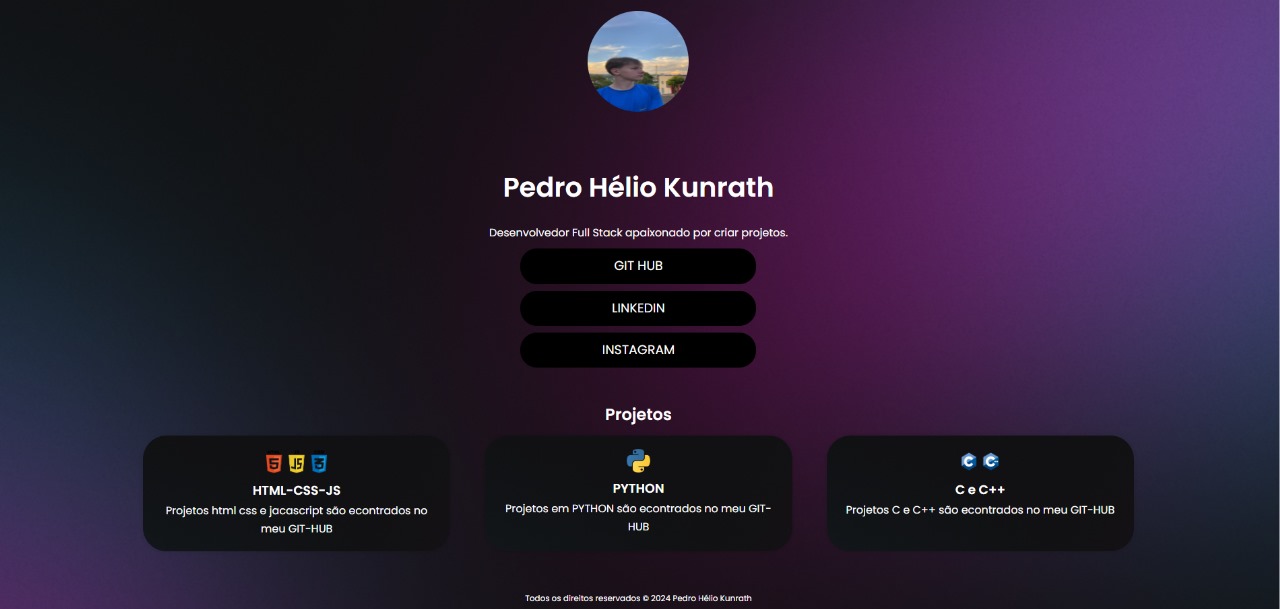 Pedro Hélio Kunrath
Desenvolvedor Full Stack apaixonado por criar projetos.
GIT HUB
LINKEDIN
INSTAGRAM
Projetos
JS
HTML-CSS-JS
Projetos html css e jacascript são econtrados no
meu GIT-HUB
PYTHON
Projetos em PYTHON são econtrados no meu GIT-
HUB
C C++
C e C++
Projetos C e C++ são econtrados no meu GIT-HUB
Todos os direitos reservados © 2024 Pedro Hélio Kunrath